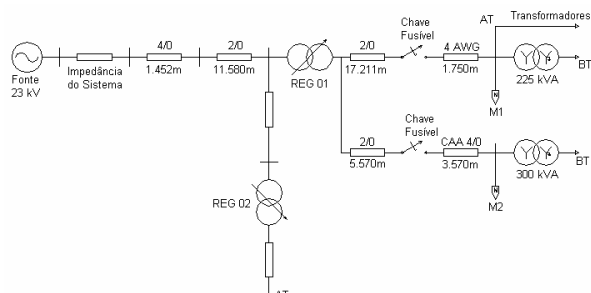 Transformadores
AT
Chave
Fusível
4/0
2/0
2/0
4 AWG
Fonte
23 kV
Impedância
do Sistema
1.452m
11.580m
REG 01
17.211m
1.750m
225 kVA
BT
M1
Chave
Fusível
2/0
CAA 4/0
5.570m
3.570m
300 kVA
BT
M2
REG 02
AT